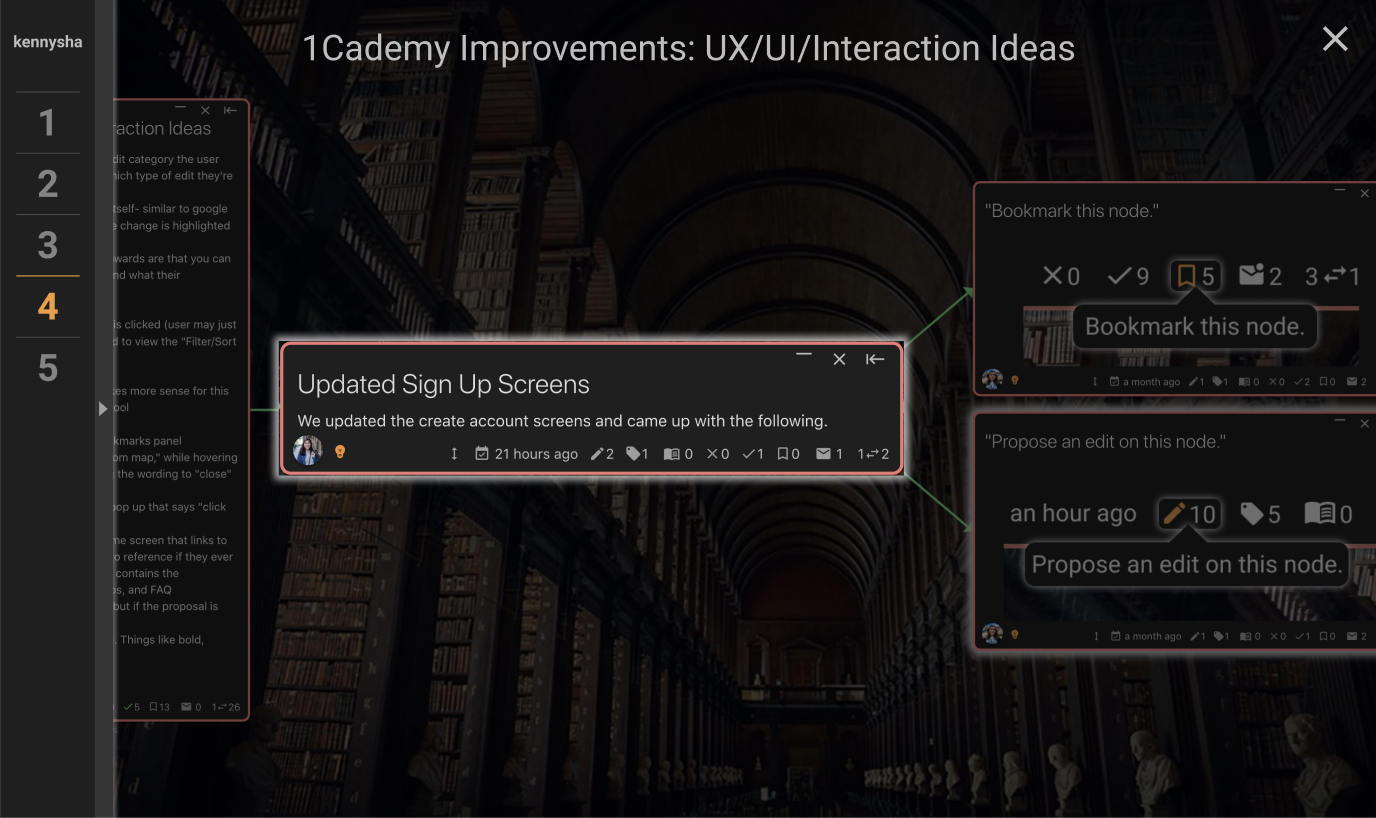 kennysha
1
2
3
4
5
1Cademy Improvements: UX/UI/Interaction Ideas
raction Ideas
dit category the user
ich type of edit they're
tself- similar to google
e change is highlighted
wards are that you can
nd what their
is clicked (user may just
d to view the "Filter/Sort
es more sense for this
ool
kmarks panel
om map," while hovering
the wording to "close"
op up that says "click
me screen that links to
o reference if they ever
contains the
s, and FAQ
but if the proposal is
. Things like bold,
5 13 0 1 26
Updated Sign Up Screens
We updated the create account screens and came up with the following.
21 hours ago 2 1 0 0 1 0 1 1 2
"Bookmark this node."
0 9 5 2 3 1
Bookmark this node.
a month ago 1 1 0 0 2 0 2
"Propose an edit on this node."
an hour ago 10 5 0
Propose an edit on this node.
a month ago 1 1 0 0 1 0 2